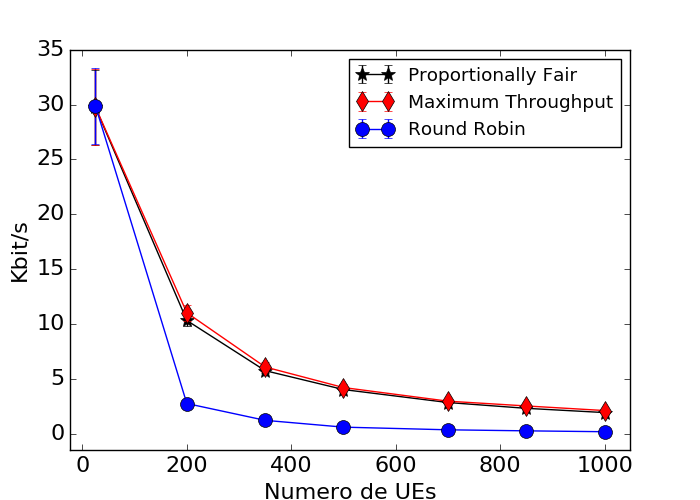 35
30
25
20
15
10
5
0
Kbit/s
Proportionally Fair
Maximum Throughput
Round Robin
0 200 400 600 800 1000
Numero de UEs